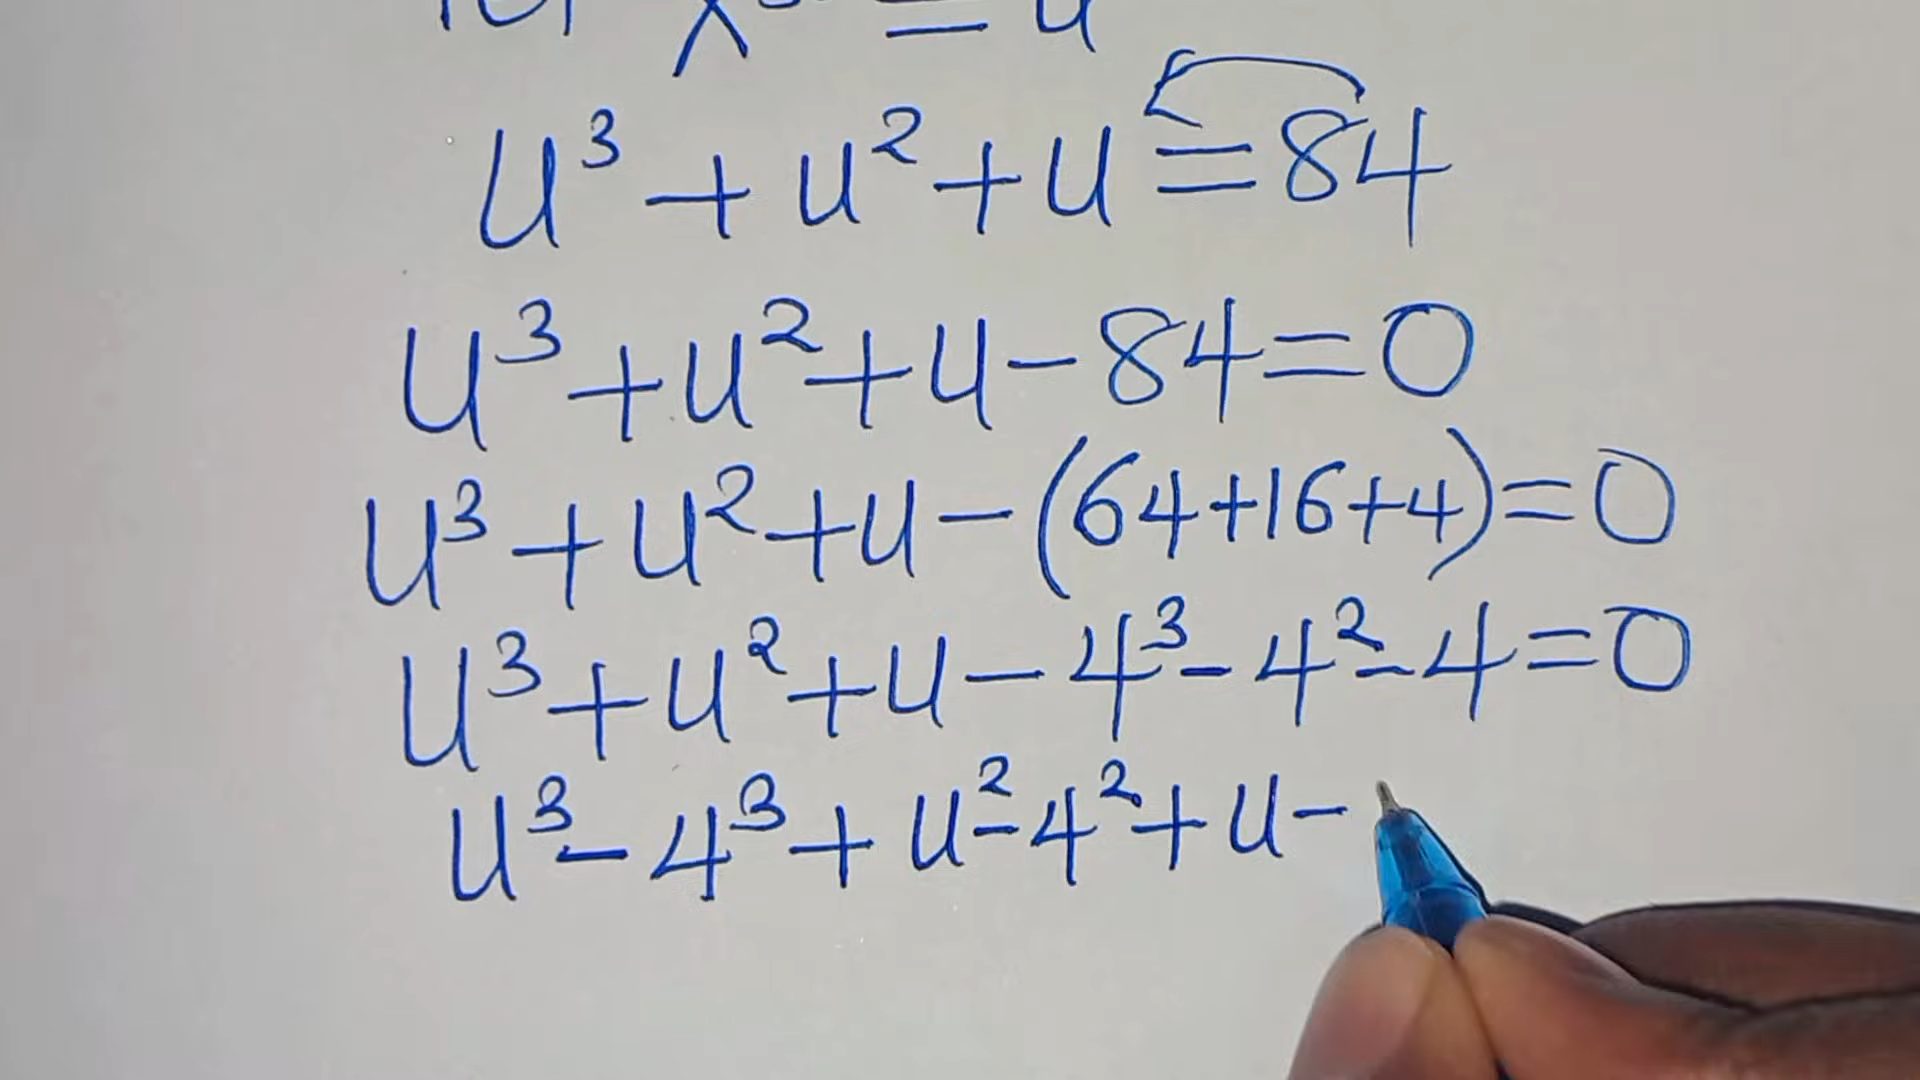 = u
u³ + u² + u = 84
u³ + u² + u - 84 = 0
u³ + u² + u - (64 + 16 + 4) = 0
u³ + u² + u - 4³ - 4² - 4 = 0
u³ - 4³ + u² - 4² + u -